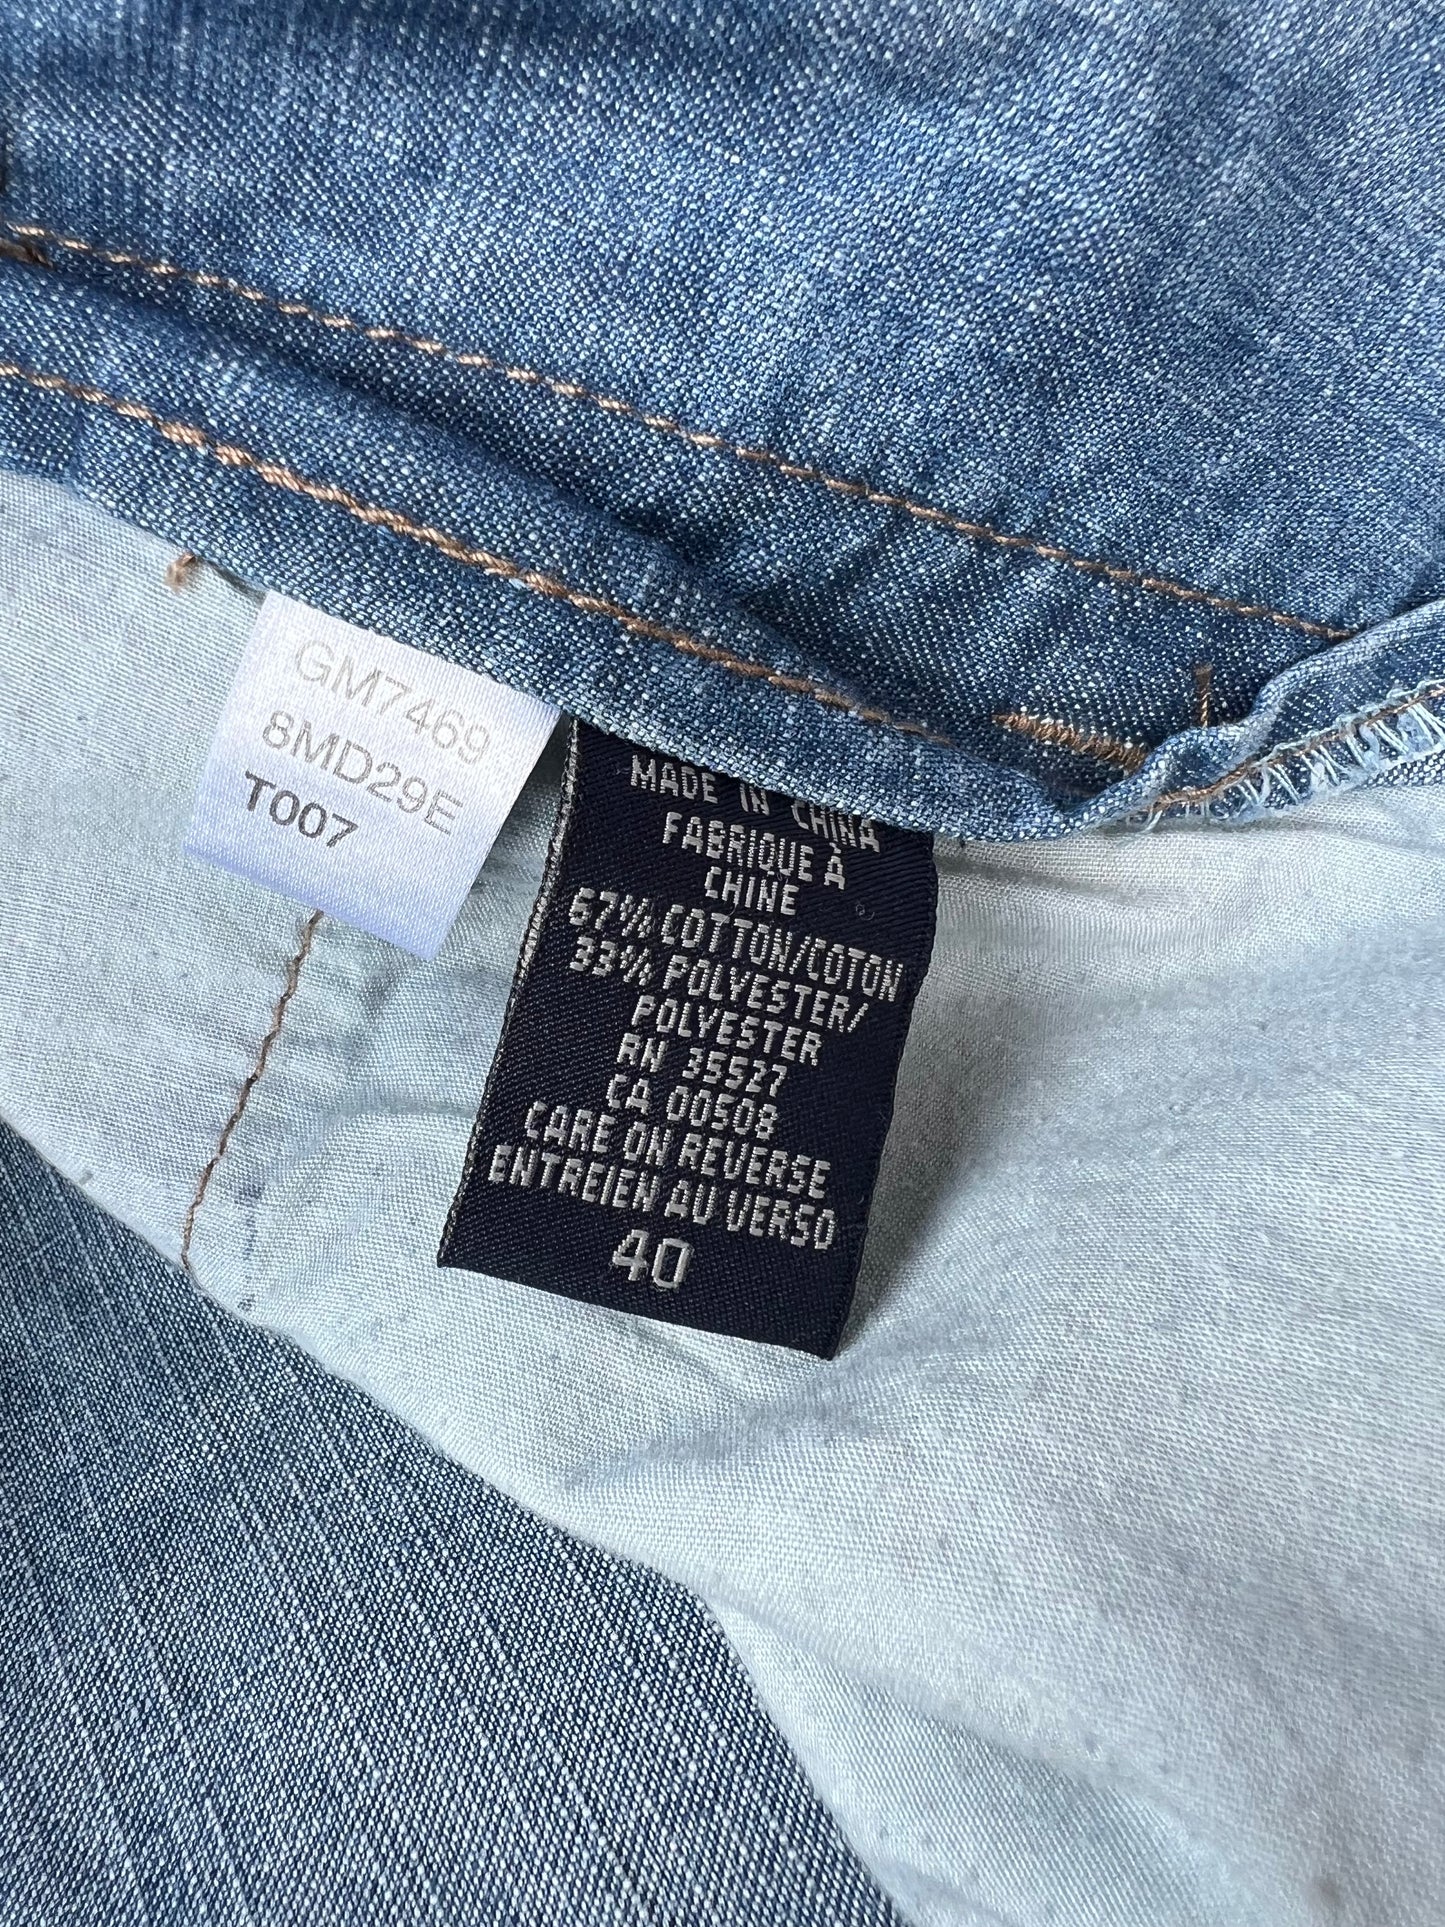 GM7469
8MD29E
T007
MADE IN CHINA
FABRIQUE À
CHINE
67% COTTON/COTON
33% POLYESTER/
POLYESTER
RN 35527
CA 00508
CARE ON REVERSE
ENTREIEN AU VERSO
40